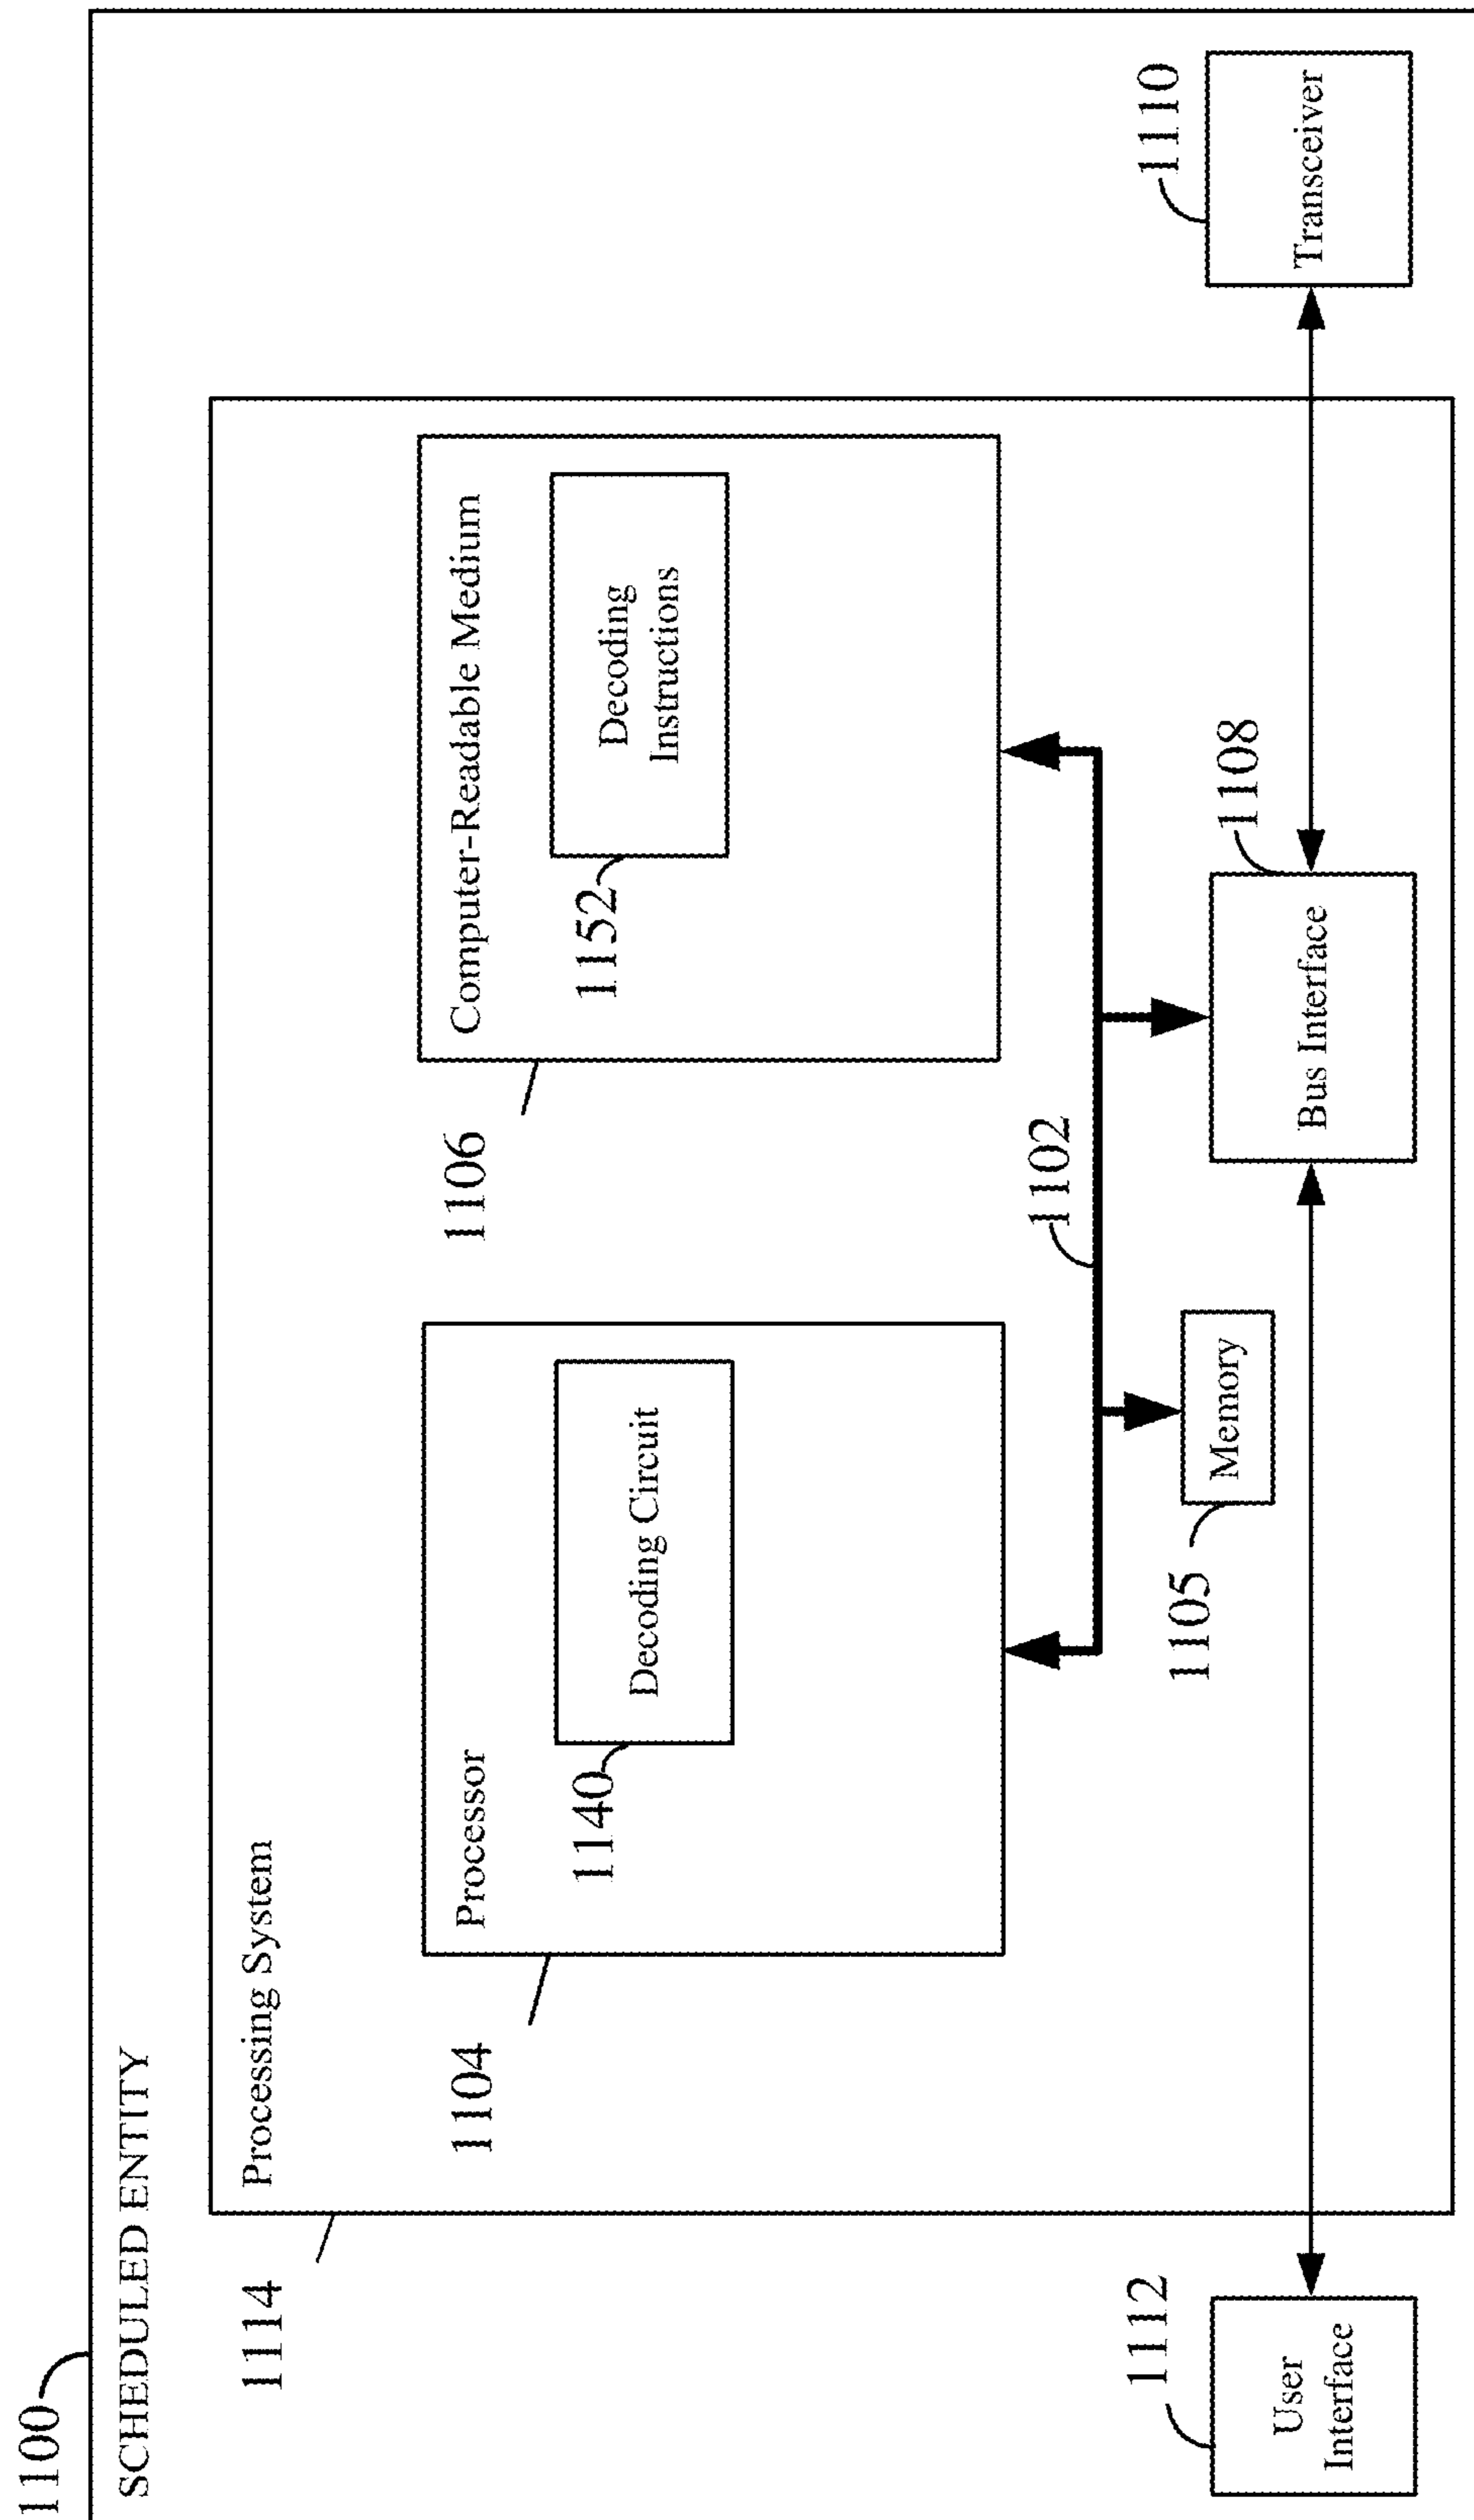 1100
SCHEDULED ENTITY
1114
Processing System
1104
Processor
1140
Decoding Circuit
1106
Computer-Readable Medium
1152
Decoding
Instructions
1102
1105
Memory
1108
Bus Interface
1112
User
Interface
1110
Transceiver